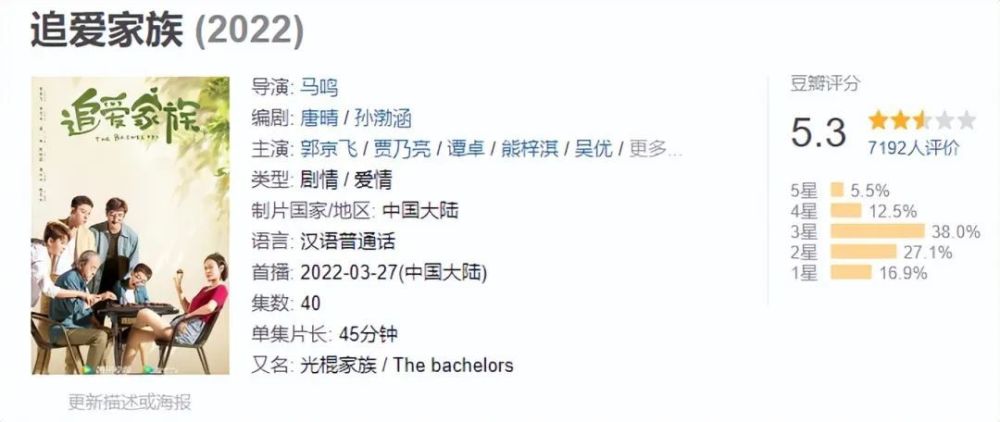 追爱家族 (2022)
追爱家族
THE BACHELORS
导演: 马鸣
编剧: 唐晴 / 孙渤涵
主演: 郭京飞 / 贾乃亮 / 谭卓 / 熊梓淇 / 吴优 / 更多...
类型: 剧情 / 爱情
制片国家/地区: 中国大陆
语言: 汉语普通话
首播: 2022-03-27(中国大陆)
集数: 40
单集片长: 45分钟
又名: 光棍家族 / The bachelors
更新描述或海报
豆瓣评分
5.3
7192人评价
5星 5.5%
4星 12.5%
3星 38.0%
2星 27.1%
1星 16.9%